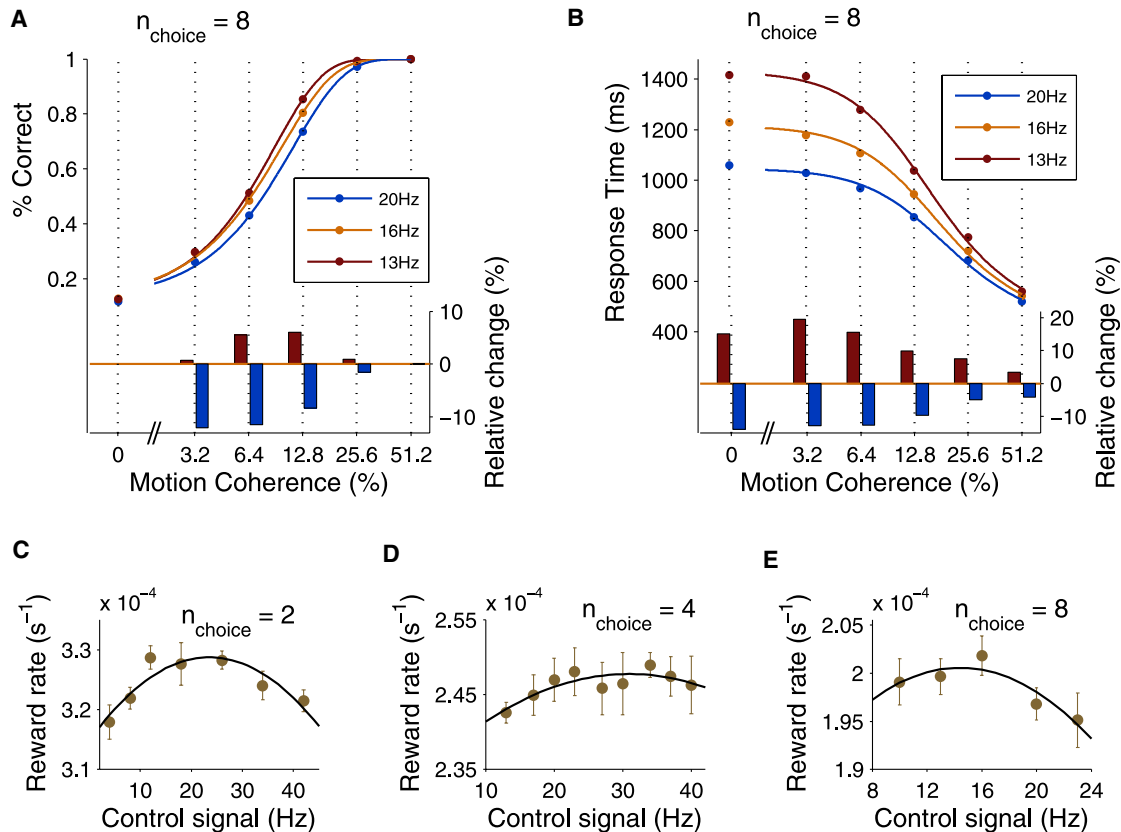 A
n_choice = 8
% Correct
1
0.8
0.6
0.4
0.2
20Hz
16Hz
13Hz
10
0
−10
Relative change (%)
0
//
3.2
6.4
12.8
25.6
51.2
Motion Coherence (%)
B
n_choice = 8
Response Time (ms)
1400
1200
1000
800
600
400
20Hz
16Hz
13Hz
20
10
0
−10
Relative change (%)
0
//
3.2
6.4
12.8
25.6
51.2
Motion Coherence (%)
C
x 10⁻⁴
n_choice = 2
Reward rate (s⁻¹)
3.3
3.2
3.1
10
20
30
40
Control signal (Hz)
D
x 10⁻⁴
n_choice = 4
Reward rate (s⁻¹)
2.55
2.45
2.35
10
20
30
40
Control signal (Hz)
E
x 10⁻⁴
n_choice = 8
Reward rate (s⁻¹)
2.05
2
1.95
1.9
8
12
16
20
24
Control signal (Hz)